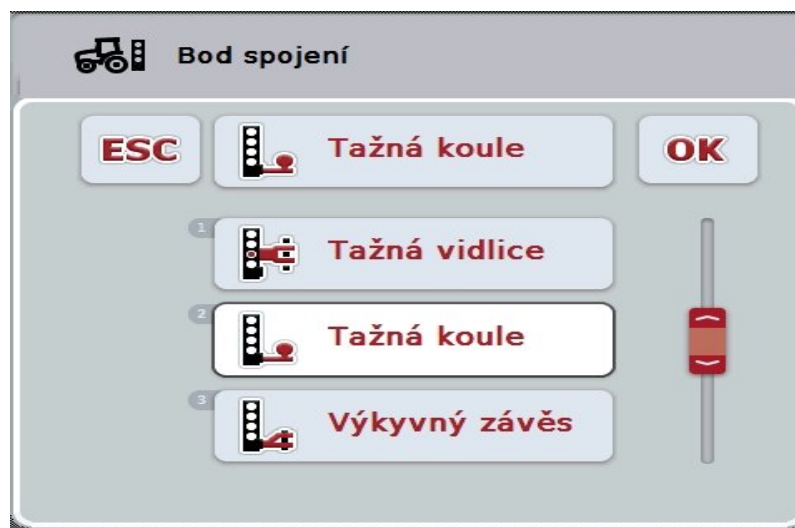 Bod spojení
ESC
Tažná koule
OK
1
Tažná vidlice
2
Tažná koule
3
Výkyvný závěs